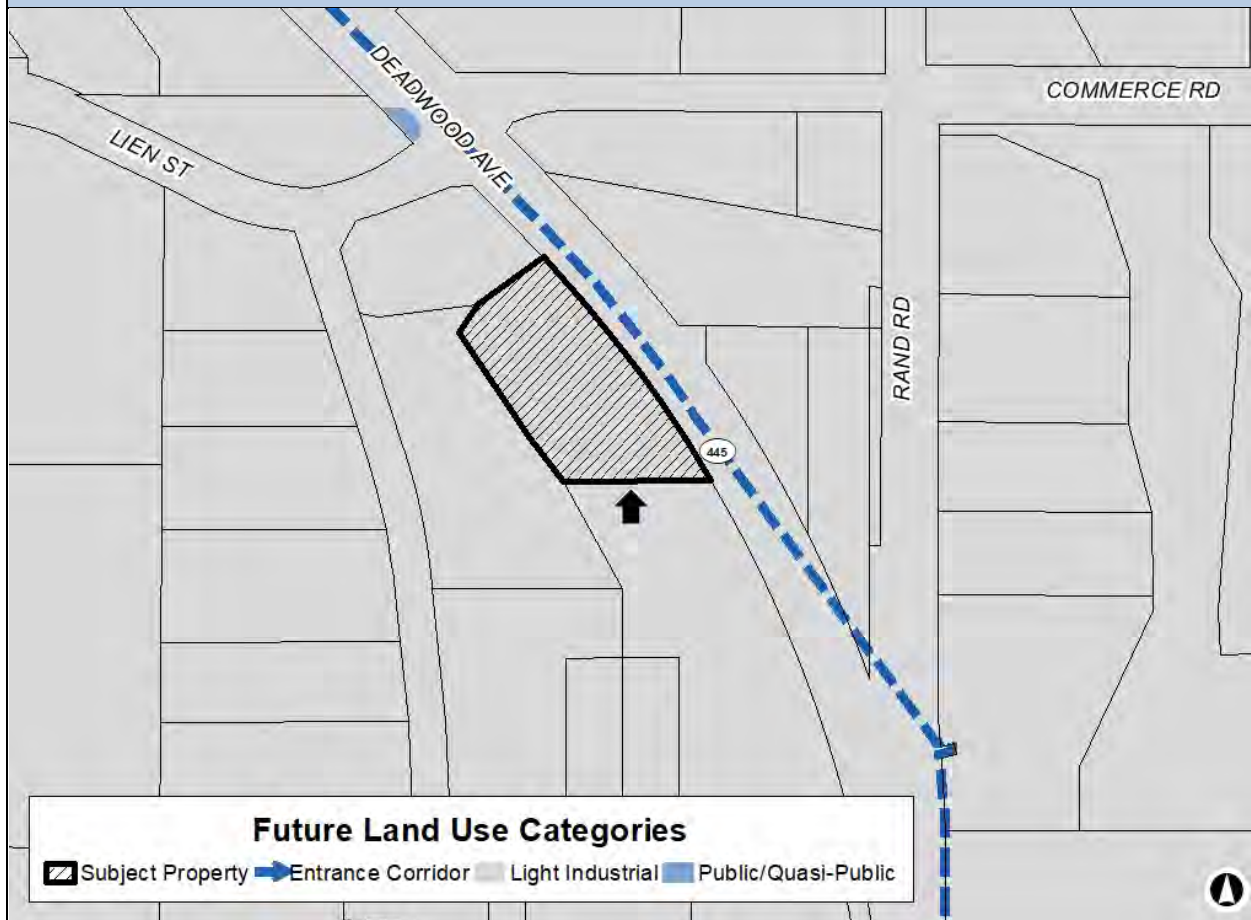 DEADWOOD AVE
COMMERCE RD
LIEN ST
RAND RD
445
Future Land Use Categories
Subject Property Entrance Corridor Light Industrial Public/Quasi-Public